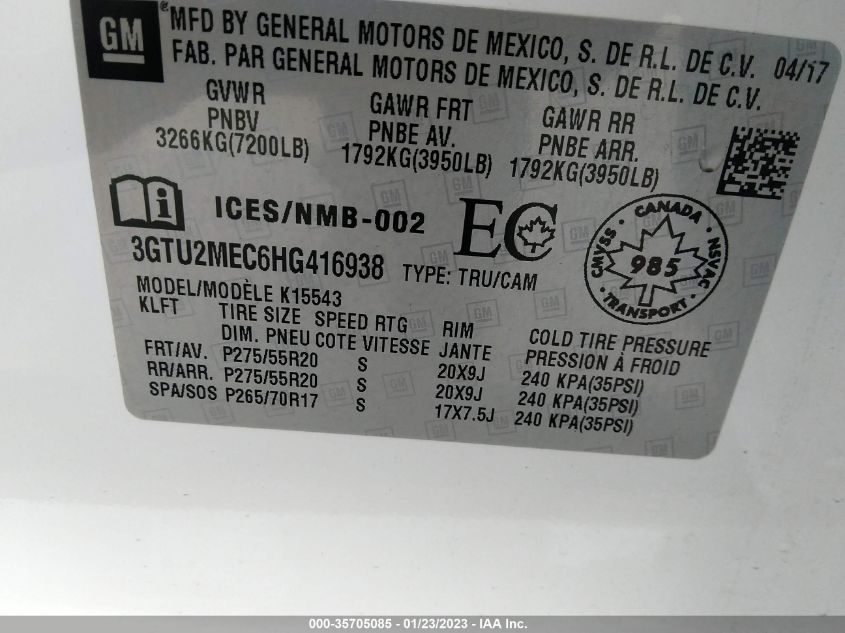 GM
MFD BY GENERAL MOTORS DE MEXICO, S. DE R.L. DE C.V. 04/17
FAB. PAR GENERAL MOTORS DE MEXICO, S. DE R.L. DE C.V.
GVWR GAWR FRT GAWR RR
PNBV PNBE AV. PNBE ARR.
3266KG(7200LB) 1792KG(3950LB) 1792KG(3950LB)
i ICES/NMB-002 EC
CANADA
CMVSS 985 NSVAC
TRANSPORT
3GTU2MEC6HG416938 TYPE: TRU/CAM
MODEL/MODÈLE K15543
KLFT TIRE SIZE SPEED RTG RIM COLD TIRE PRESSURE
DIM. PNEU COTE VITESSE JANTE PRESSION À FROID
FRT/AV. P275/55R20 S 20X9J 240 KPA(35PSI)
RR/ARR. P275/55R20 S 20X9J 240 KPA(35PSI)
SPA/SOS P265/70R17 S 17X7.5J 240 KPA(35PSI)
000-35705085 - 01/23/2023 - © IAA Inc.